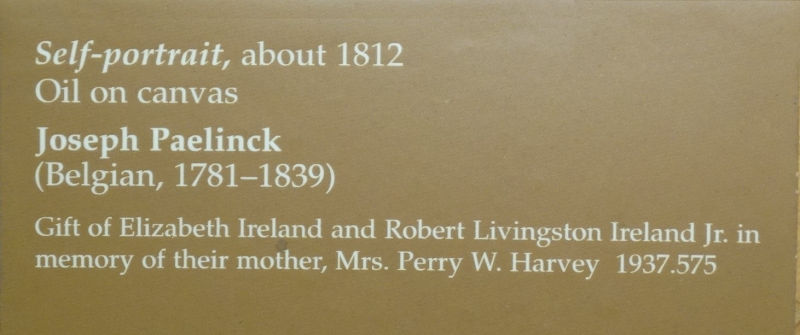 Self-portrait, about 1812
Oil on canvas
Joseph Paelinck
(Belgian, 1781–1839)
Gift of Elizabeth Ireland and Robert Livingston Ireland Jr. in
memory of their mother, Mrs. Perry W. Harvey 1937.575